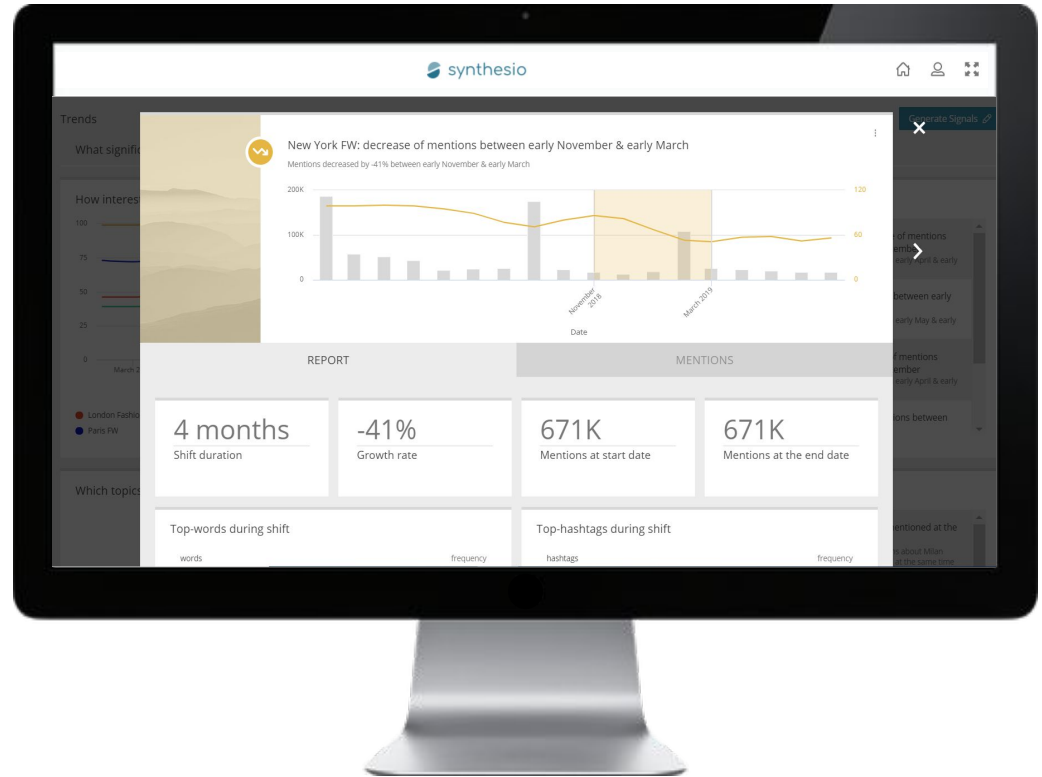 synthesio
Trends
Generate Signals
What signific
New York FW: decrease of mentions between early November & early March
Mentions decreased by -41% between early November & early March
How interes
200K
120
100K
60
0
0
November 2018
March 2019
Date
100
75
50
25
0
March 2
London Fashio
Paris FW
of mentions
ember
early April & early
between early
early May & early
f mentions
ember
early April & early
ons between
REPORT
MENTIONS
4 months
-41%
671K
671K
Shift duration
Growth rate
Mentions at start date
Mentions at the end date
Which topics
Top-words during shift
Top-hashtags during shift
words
frequency
hashtags
frequency
entioned at the
s about Milan
at the same time